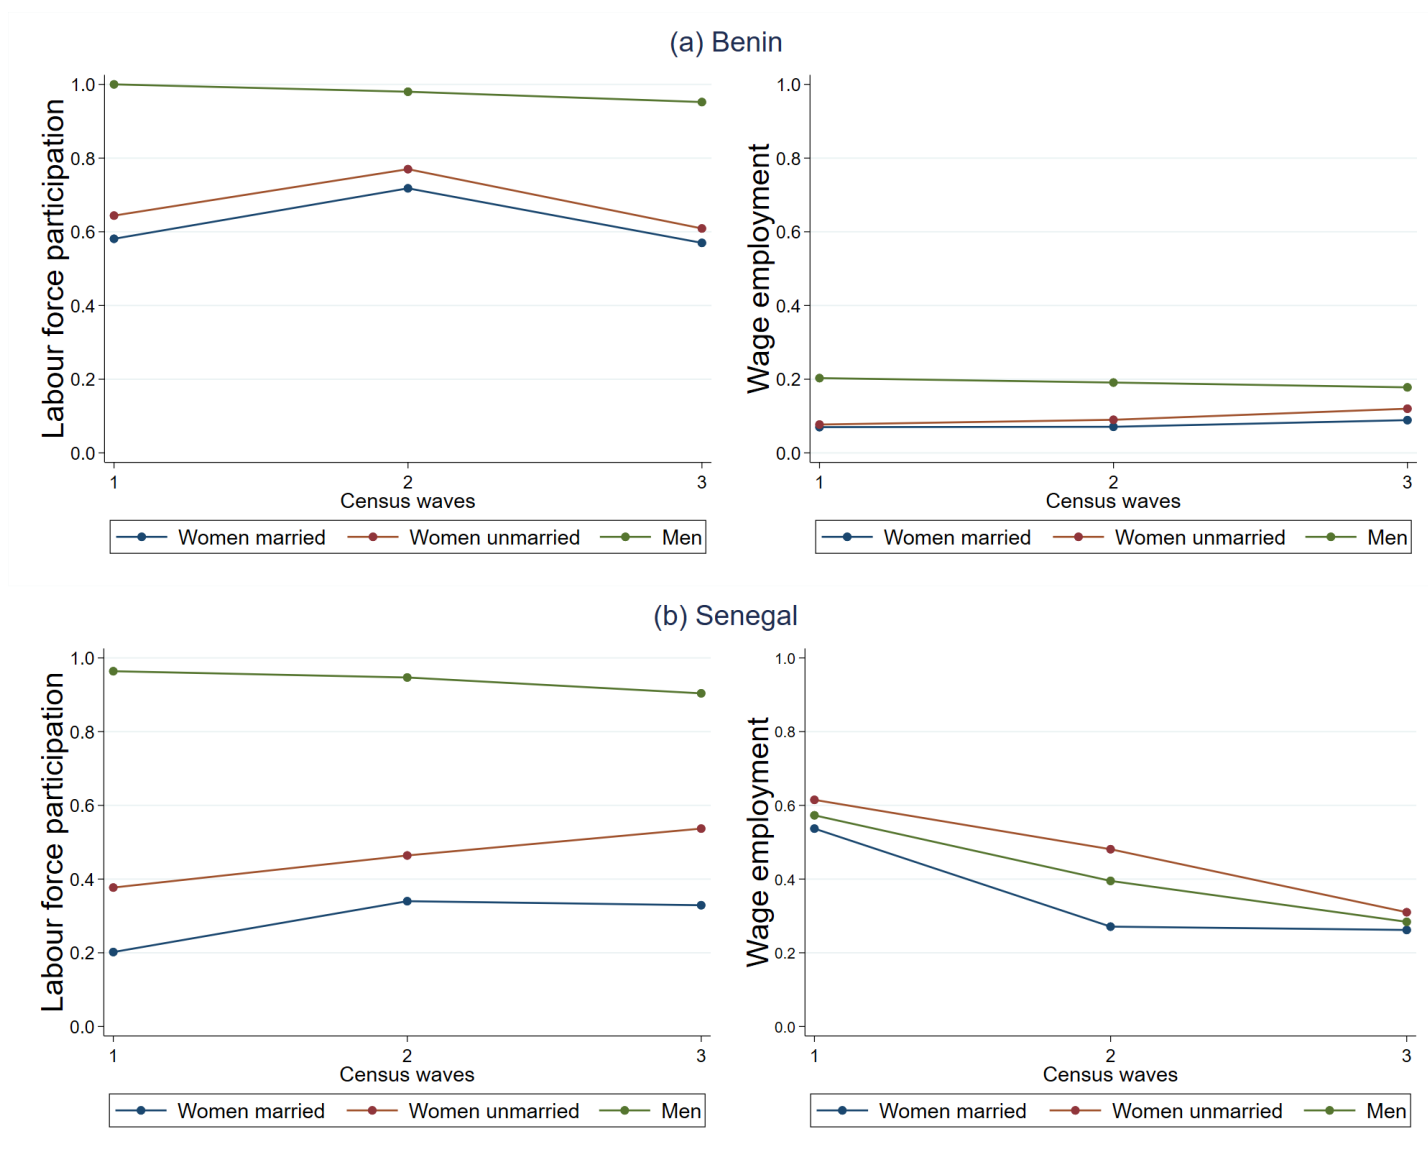 (a) Benin
Labour force participation
1.0
0.8
0.6
0.4
0.2
0.0
1 2 3
Census waves
Women married Women unmarried Men
Wage employment
1.0
0.8
0.6
0.4
0.2
0.0
1 2 3
Census waves
Women married Women unmarried Men
(b) Senegal
Labour force participation
1.0
0.8
0.6
0.4
0.2
0.0
1 2 3
Census waves
Women married Women unmarried Men
Wage employment
1.0
0.8
0.6
0.4
0.2
0.0
1 2 3
Census waves
Women married Women unmarried Men